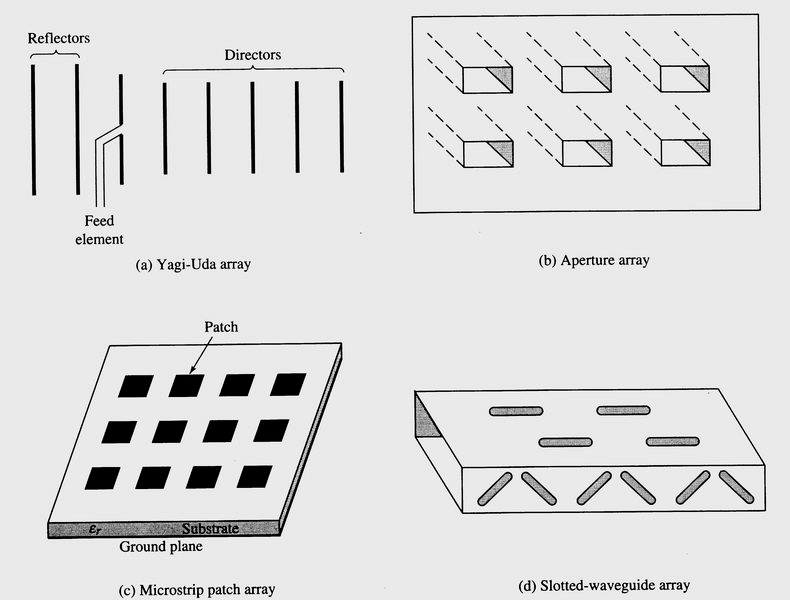 Reflectors
Directors
Feed
element
(a) Yagi-Uda array
(b) Aperture array
Patch
εr
Substrate
Ground plane
(c) Microstrip patch array
(d) Slotted-waveguide array